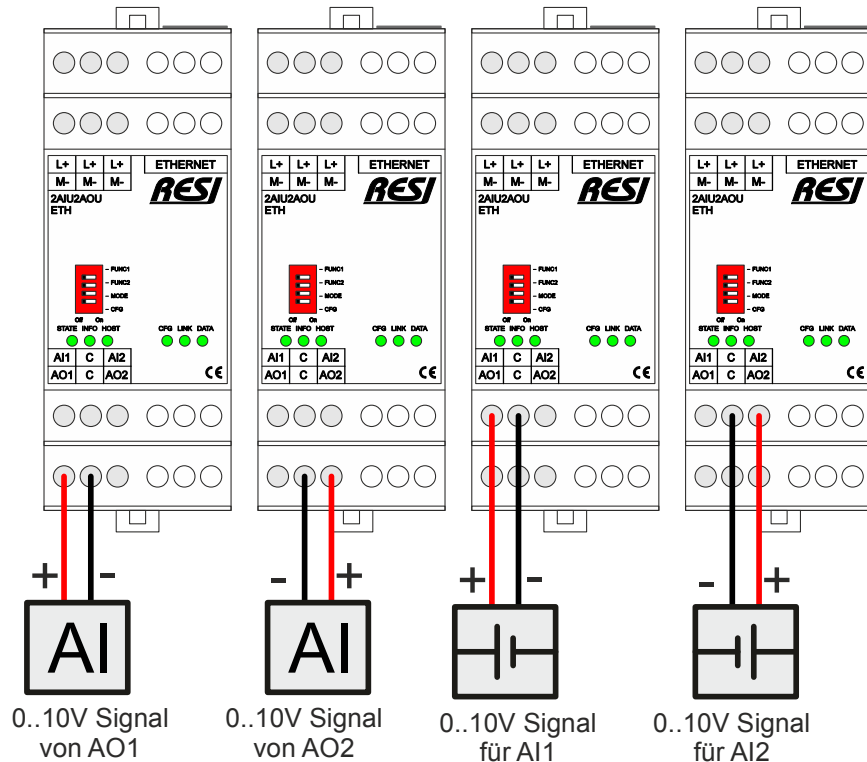 L+ L+ L+ ETHERNET
M- M- M- RESI
2AIU2AOU
ETH
FUNC1
FUNC2
MODE
CFG
Off On
STATE INFO HOST CFG LINK DATA
AI1 C AI2
AO1 C AO2 CE
+ -
AI
0..10V Signal
von AO1
L+ L+ L+ ETHERNET
M- M- M- RESI
2AIU2AOU
ETH
FUNC1
FUNC2
MODE
CFG
Off On
STATE INFO HOST CFG LINK DATA
AI1 C AI2
AO1 C AO2 CE
- +
AI
0..10V Signal
von AO2
L+ L+ L+ ETHERNET
M- M- M- RESI
2AIU2AOU
ETH
FUNC1
FUNC2
MODE
CFG
Off On
STATE INFO HOST CFG LINK DATA
AI1 C AI2
AO1 C AO2 CE
+ -
0..10V Signal
für AI1
L+ L+ L+ ETHERNET
M- M- M- RESI
2AIU2AOU
ETH
FUNC1
FUNC2
MODE
CFG
Off On
STATE INFO HOST CFG LINK DATA
AI1 C AI2
AO1 C AO2 CE
- +
0..10V Signal
für AI2